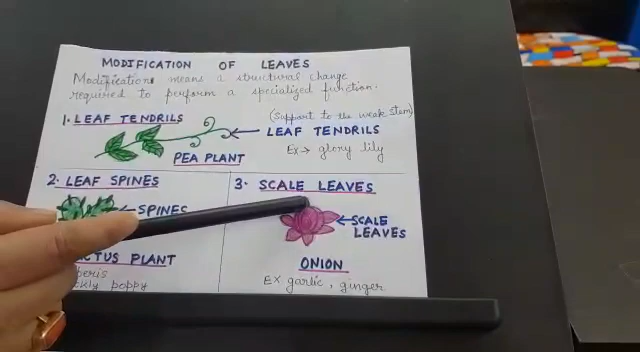 MODIFICATION OF LEAVES
Modifications means a structural change
required to perform a specialized function.
1. LEAF TENDRILS
(Support to the weak stem)
LEAF TENDRILS
Ex → glory lily
PEA PLANT
2. LEAF SPINES
SPINES
PLANT
poppy
3. SCALE LEAVES
SCALE
LEAVES
ONION
Ex garlic, ginger